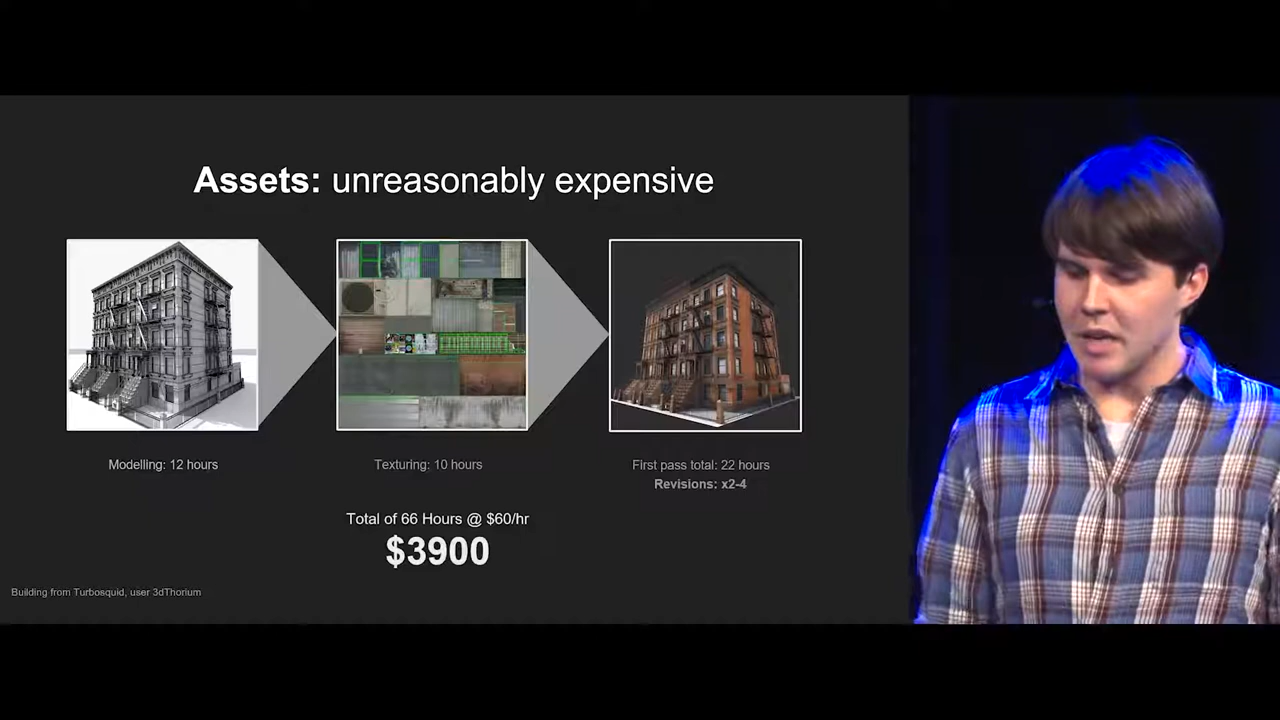 Assets: unreasonably expensive
Modelling: 12 hours
Texturing: 10 hours
First pass total: 22 hours
Revisions: x2-4
Total of 66 Hours @ $60/hr
$3900
Building from Turbosquid, user 3dThorium